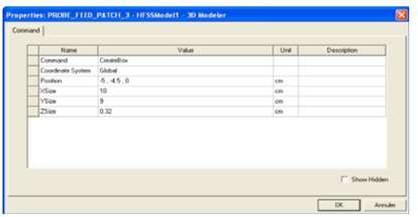 Properties: PROBE_FEED_PATCH_3 - HFSSModel1 - 3D Modeler
Command
Name Value Unit Description
Command CreateBox
Coordinate System Global
Position -5 , -4.5 , 0 cm
XSize 10 cm
YSize 9 cm
ZSize 0.32 cm
Show Hidden
OK Annuler